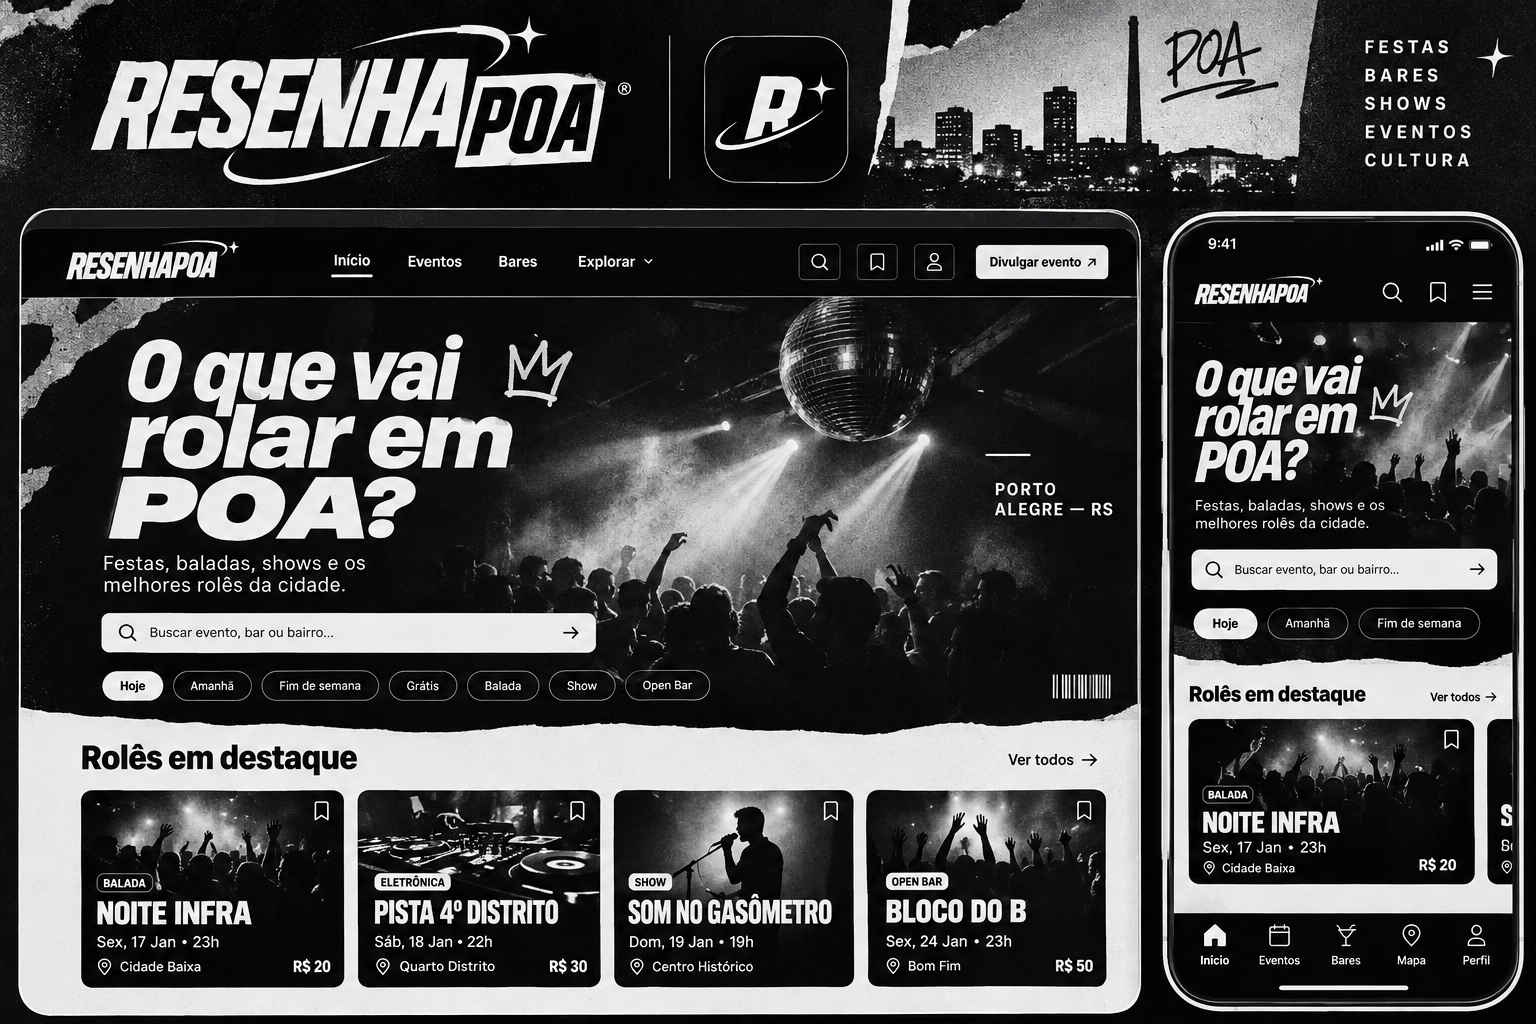 RESENHA POA ®
R
POA
FESTAS
BARES
SHOWS
EVENTOS
CULTURA
RESENHAPOA
Início
Eventos
Bares
Explorar
Divulgar evento ↗
O que vai
rolar em
POA?
Festas, baladas, shows e os
melhores rolês da cidade.
Buscar evento, bar ou bairro... →
Hoje
Amanhã
Fim de semana
Grátis
Balada
Show
Open Bar
PORTO
ALEGRE — RS
Rolês em destaque
Ver todos →
BALADA
NOITE INFRA
Sex, 17 Jan • 23h
Cidade Baixa
R$ 20
ELETRÔNICA
PISTA 4º DISTRITO
Sáb, 18 Jan • 22h
Quarto Distrito
R$ 30
SHOW
SOM NO GASÔMETRO
Dom, 19 Jan • 19h
Centro Histórico
OPEN BAR
BLOCO DO B
Sex, 24 Jan • 23h
Bom Fim
R$ 50
9:41
RESENHAPOA
O que vai
rolar em
POA?
Festas, baladas, shows e os
melhores rolês da cidade.
Buscar evento, bar ou bairro... →
Hoje
Amanhã
Fim de semana
Rolês em destaque
Ver todos →
BALADA
NOITE INFRA
Sex, 17 Jan • 23h
Cidade Baixa
R$ 20
Início
Eventos
Bares
Mapa
Perfil